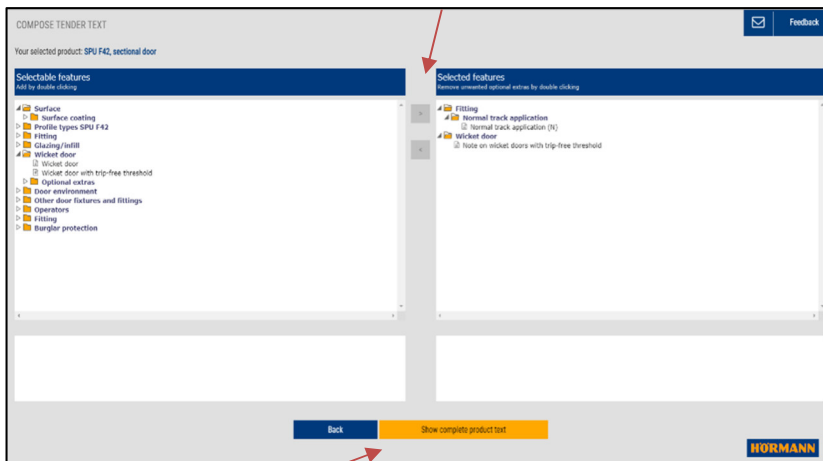 COMPOSE TENDER TEXT
Feedback
Your selected product: SPU F42, sectional door
Selectable features
Add by double clicking
Surface
Surface coating
Profile types SPU F42
Fitting
Glazing/infill
Wicket door
Wicket door
Wicket door with trip-free threshold
Optional extras
Door environment
Other door fixtures and fittings
Operators
Fitting
Burglar protection
>
<
Selected features
Remove unwanted optional extras by double clicking
Fitting
Normal track application
Normal track application (N)
Wicket door
Note on wicket doors with trip-free threshold
Back
Show complete product text
HÖRMANN